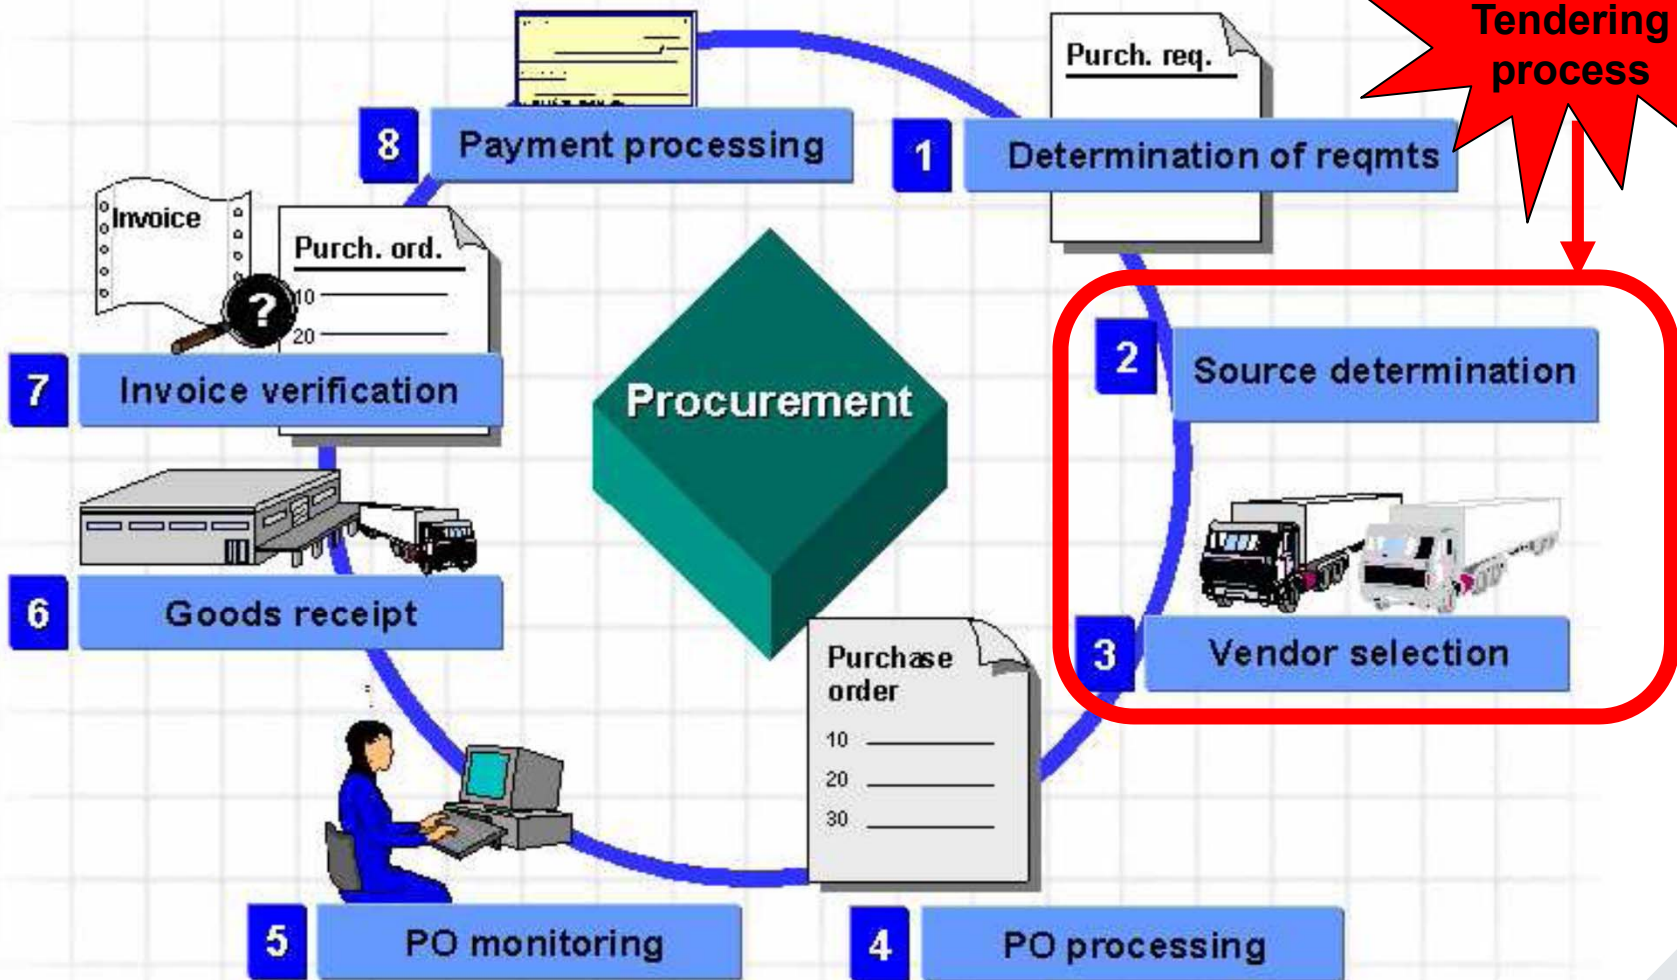 Tendering
process
Purch. req.
1
Determination of reqmts
2
Source determination
3
Vendor selection
Purchase
order
10
20
30
4
PO processing
5
PO monitoring
6
Goods receipt
Invoice
Purch. ord.
10
20
?
7
Invoice verification
8
Payment processing
Procurement